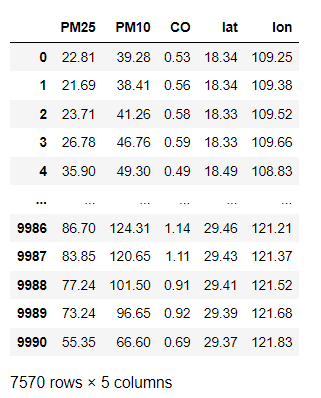 PM25 PM10 CO lat lon
0 22.81 39.28 0.53 18.34 109.25
1 21.69 38.41 0.56 18.34 109.38
2 23.71 41.26 0.58 18.33 109.52
3 26.78 46.76 0.59 18.33 109.66
4 35.90 49.30 0.49 18.49 108.83
... ... ... ... ... ...
9986 86.70 124.31 1.14 29.46 121.21
9987 83.85 120.65 1.11 29.43 121.37
9988 77.24 101.50 0.91 29.41 121.52
9989 73.24 96.65 0.92 29.39 121.68
9990 55.35 66.60 0.69 29.37 121.83
7570 rows × 5 columns